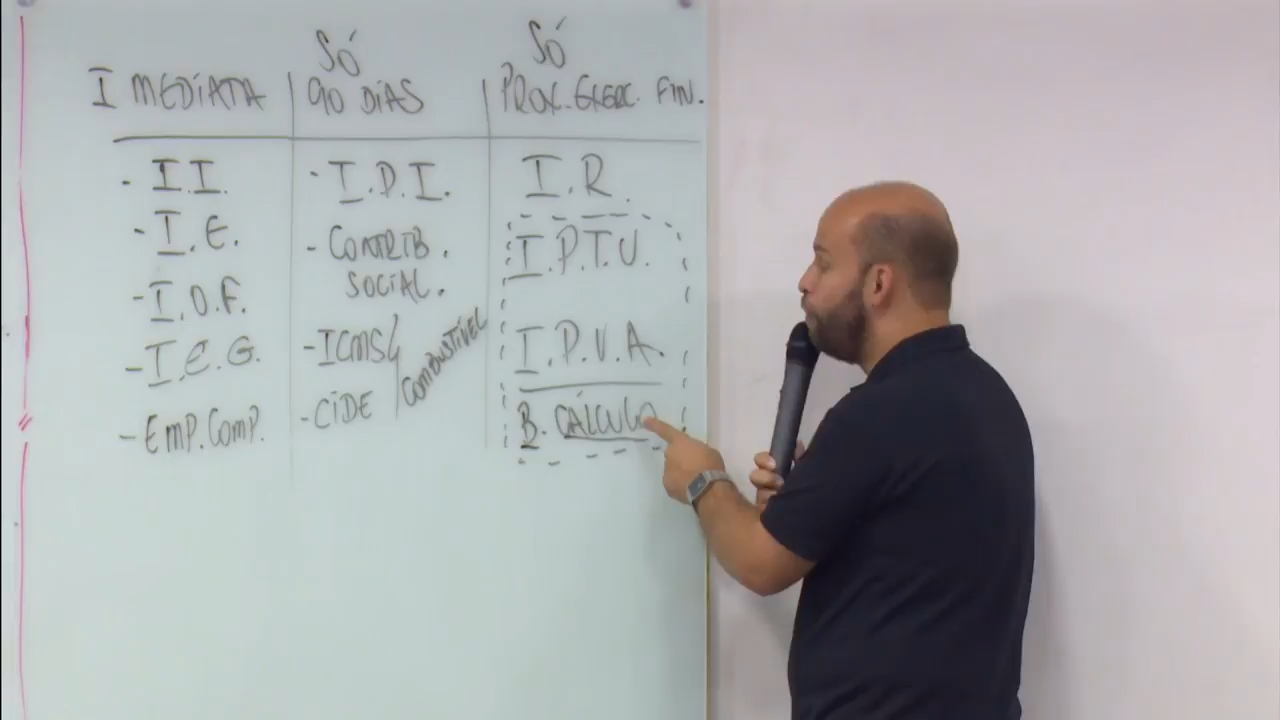 IMEDIATA
SÓ
90 DIAS
SÓ
PROX. EXERC. FIN.
- I.I.
- I.E.
- I.O.F.
- I.E.G.
- EMP. COMP.
- I.P.I.
- CONTRIB.
SOCIAL.
- ICMS
- CIDE
COMBUSTÍVEL
I.R.
I.P.T.U.
I.P.V.A.
B. CÁLCULO